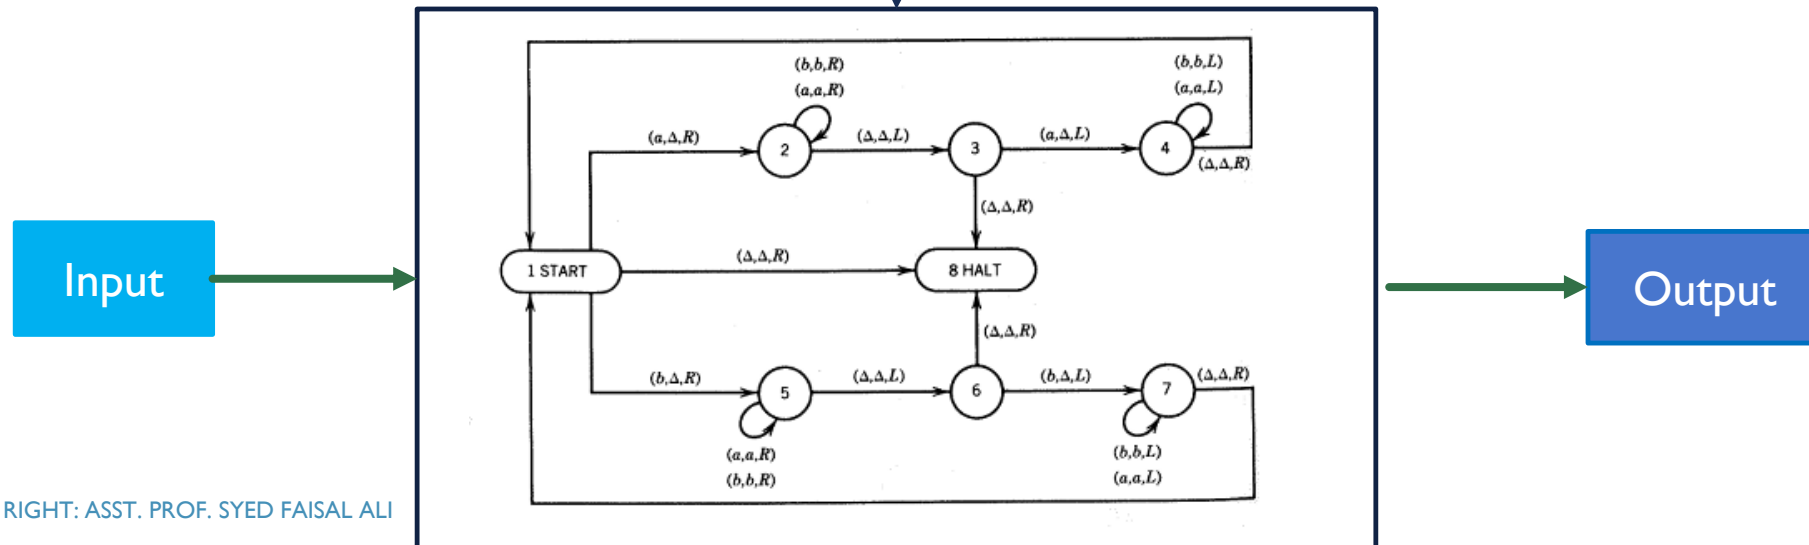 (b,b,R)
(a,a,R)
(b,b,L)
(a,a,L)
(a,Δ,R)
2
(Δ,Δ,L)
3
(a,Δ,L)
4
(Δ,Δ,R)
(Δ,Δ,R)
Input
1 START
(Δ,Δ,R)
8 HALT
Output
(Δ,Δ,R)
(b,Δ,R)
5
(Δ,Δ,L)
6
(b,Δ,L)
7
(Δ,Δ,R)
(a,a,R)
(b,b,R)
(b,b,L)
(a,a,L)
RIGHT: ASST. PROF. SYED FAISAL ALI